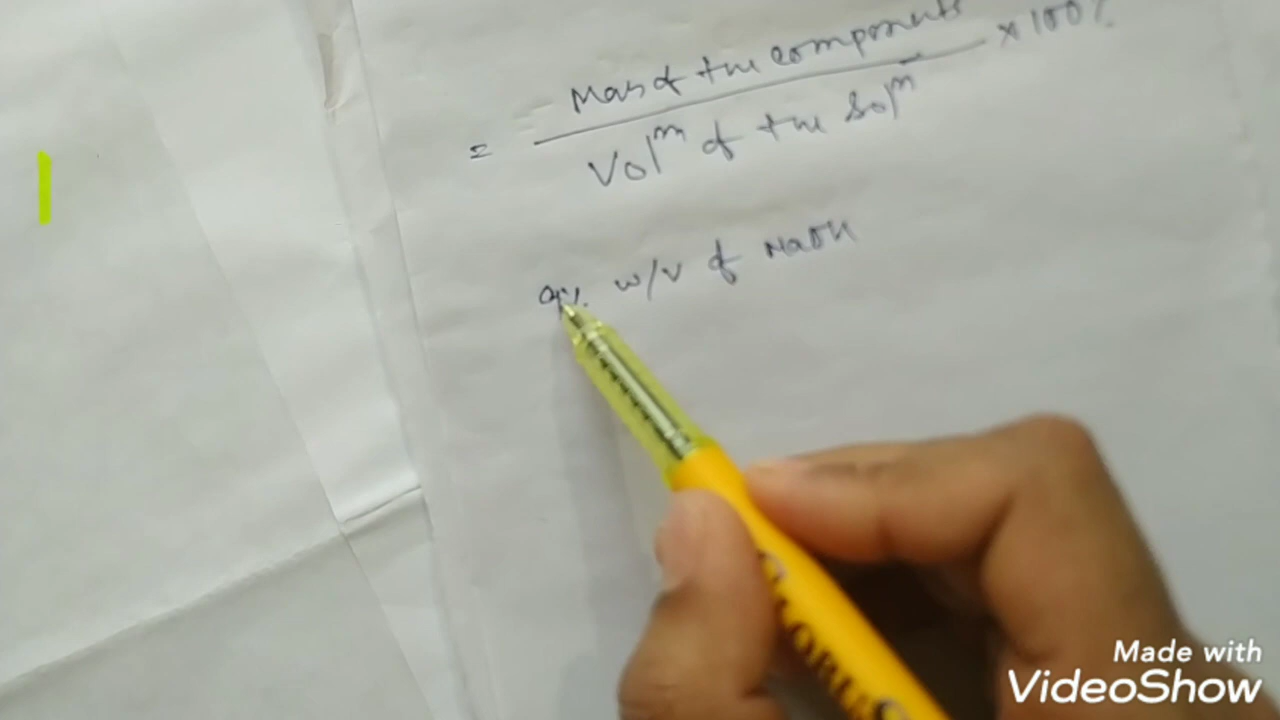 Mass of the components
= ———————— × 100%
Vol^m of the sol^n
w/v of NaOH
Made with
VideoShow